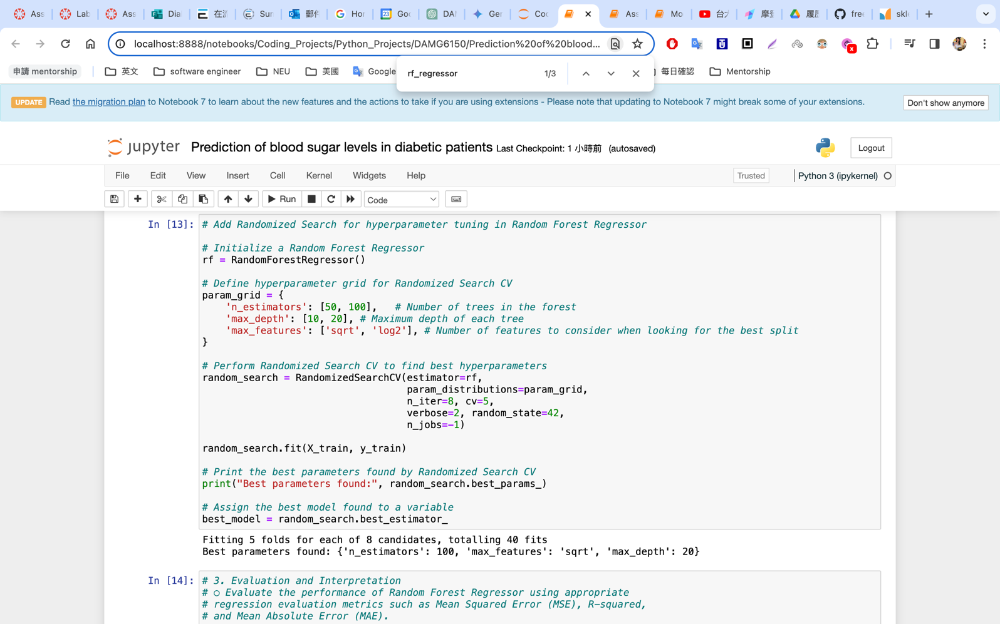 Ass Lab Ass Dial 在 Sur 郵件 Hor Goo DAI Ger Coc Ass Mo 台大 摩登 履歷 free skle
localhost:8888/notebooks/Coding_Projects/Python_Projects/DAMG6150/Prediction%20of%20blood...
申請 mentorship 英文 software engineer NEU 美國 Google 每日確認 Mentorship
rf_regressor 1/3
UPDATE Read the migration plan to Notebook 7 to learn about the new features and the actions to take if you are using extensions - Please note that updating to Notebook 7 might break some of your extensions. Don't show anymore
jupyter Prediction of blood sugar levels in diabetic patients Last Checkpoint: 1 小時前 (autosaved) Logout
File Edit View Insert Cell Kernel Widgets Help Trusted Python 3 (ipykernel)
Run Code
In [13]: # Add Randomized Search for hyperparameter tuning in Random Forest Regressor
# Initialize a Random Forest Regressor
rf = RandomForestRegressor()
# Define hyperparameter grid for Randomized Search CV
param_grid = {
'n_estimators': [50, 100], # Number of trees in the forest
'max_depth': [10, 20], # Maximum depth of each tree
'max_features': ['sqrt', 'log2'], # Number of features to consider when looking for the best split
}
# Perform Randomized Search CV to find best hyperparameters
random_search = RandomizedSearchCV(estimator=rf,
param_distributions=param_grid,
n_iter=8, cv=5,
verbose=2, random_state=42,
n_jobs=-1)
random_search.fit(X_train, y_train)
# Print the best parameters found by Randomized Search CV
print("Best parameters found:", random_search.best_params_)
# Assign the best model found to a variable
best_model = random_search.best_estimator_
Fitting 5 folds for each of 8 candidates, totalling 40 fits
Best parameters found: {'n_estimators': 100, 'max_features': 'sqrt', 'max_depth': 20}
In [14]: # 3. Evaluation and Interpretation
# ○ Evaluate the performance of Random Forest Regressor using appropriate
# regression evaluation metrics such as Mean Squared Error (MSE), R-squared,
# and Mean Absolute Error (MAE).